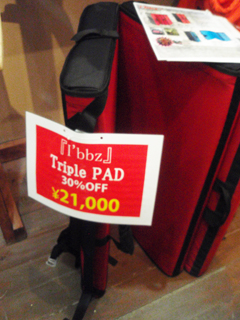 『l'bbz』
Triple PAD
30%OFF
¥21,000